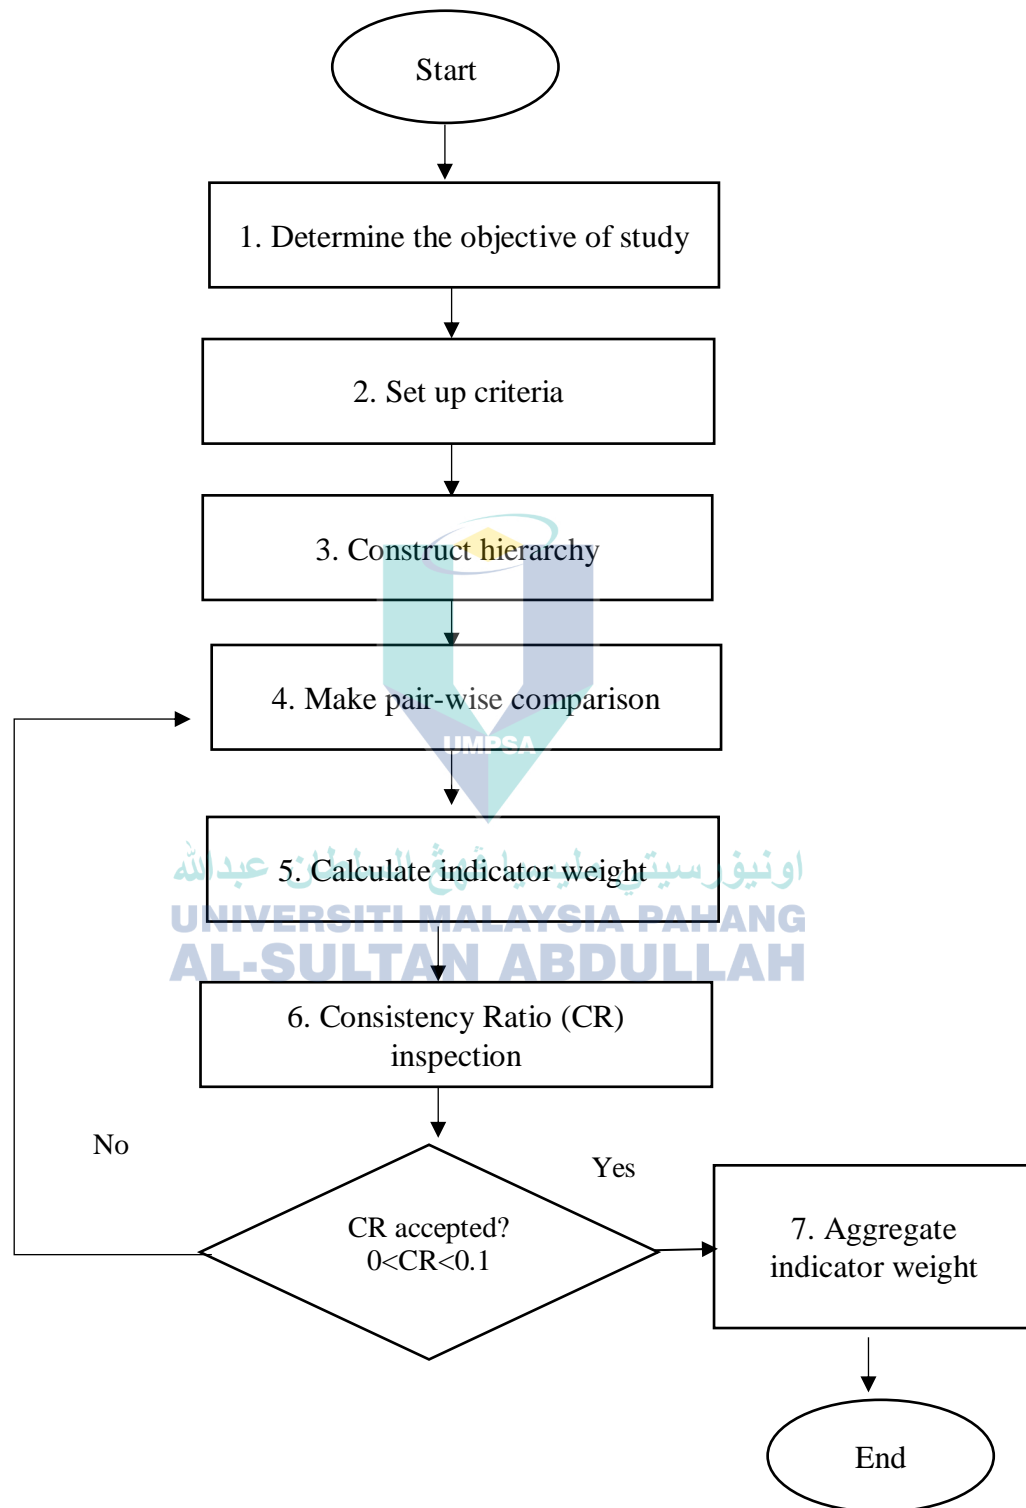 Start
1. Determine the objective of study
2. Set up criteria
3. Construct hierarchy
4. Make pair-wise comparison
UMPSA
5. Calculate indicator weight
اونيۏرسيتي مليسيا ڤهڠ السلطان عبدالله
UNIVERSITI MALAYSIA PAHANG
AL-SULTAN ABDULLAH
6. Consistency Ratio (CR)
inspection
No
Yes
CR accepted?
0<CR<0.1
7. Aggregate
indicator weight
End